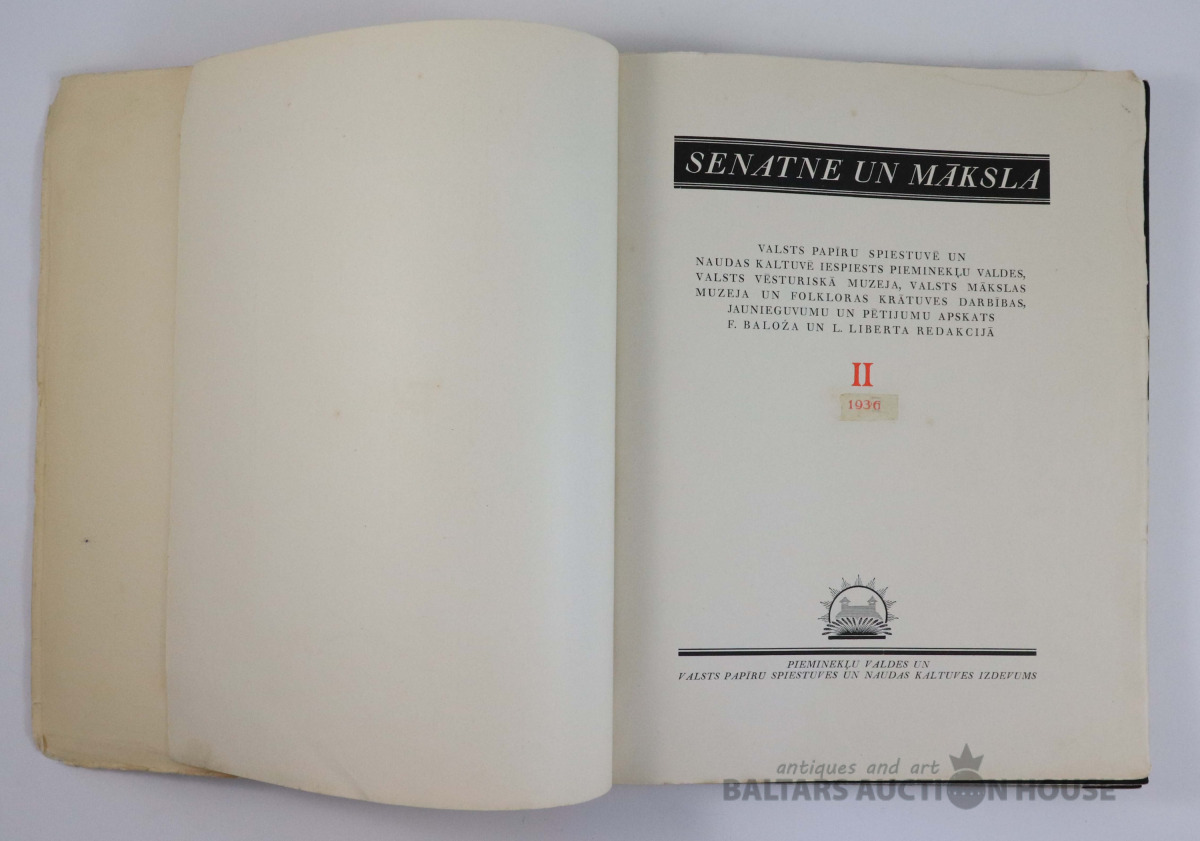 SENATNE UN MĀKSLA
VALSTS PAPĪRU SPIESTUVĒ UN
NAUDAS KALTUVĒ IESPIESTS PIEMINEKĻU VALDES,
VALSTS VĒSTURISKĀ MUZEJA, VALSTS MĀKSLAS
MUZEJA UN FOLKLORAS KRĀTUVES DARBĪBAS,
JAUNIEGUVUMU UN PĒTIJUMU APSKATS
F. BALOŽA UN L. LIBERTA REDAKCIJĀ
II
1936
PIEMINEKĻU VALDES UN
VALSTS PAPĪRU SPIESTUVES UN NAUDAS KALTUVES IZDEVUMS
antiques and art
BALTARS AUCTION HOUSE